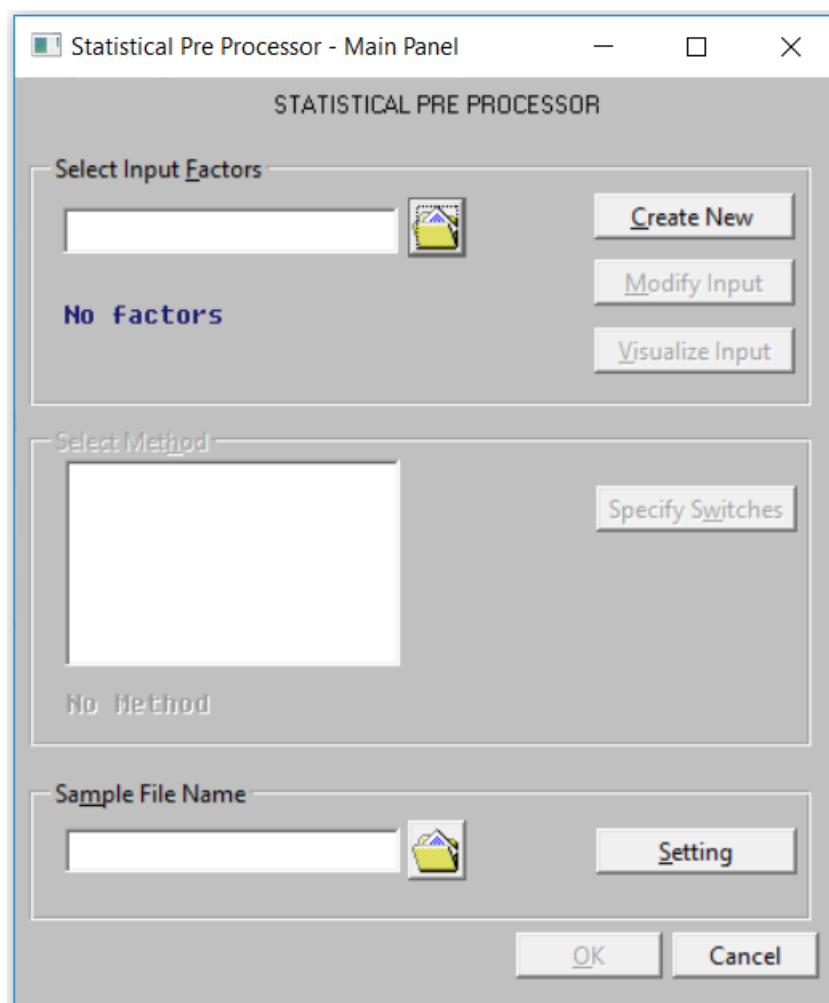 Statistical Pre Processor - Main Panel
STATISTICAL PRE PROCESSOR
Select Input Factors
Create New
Modify Input
No factors
Visualize Input
Select Method
Specify Switches
No Method
Sample File Name
Setting
OK Cancel